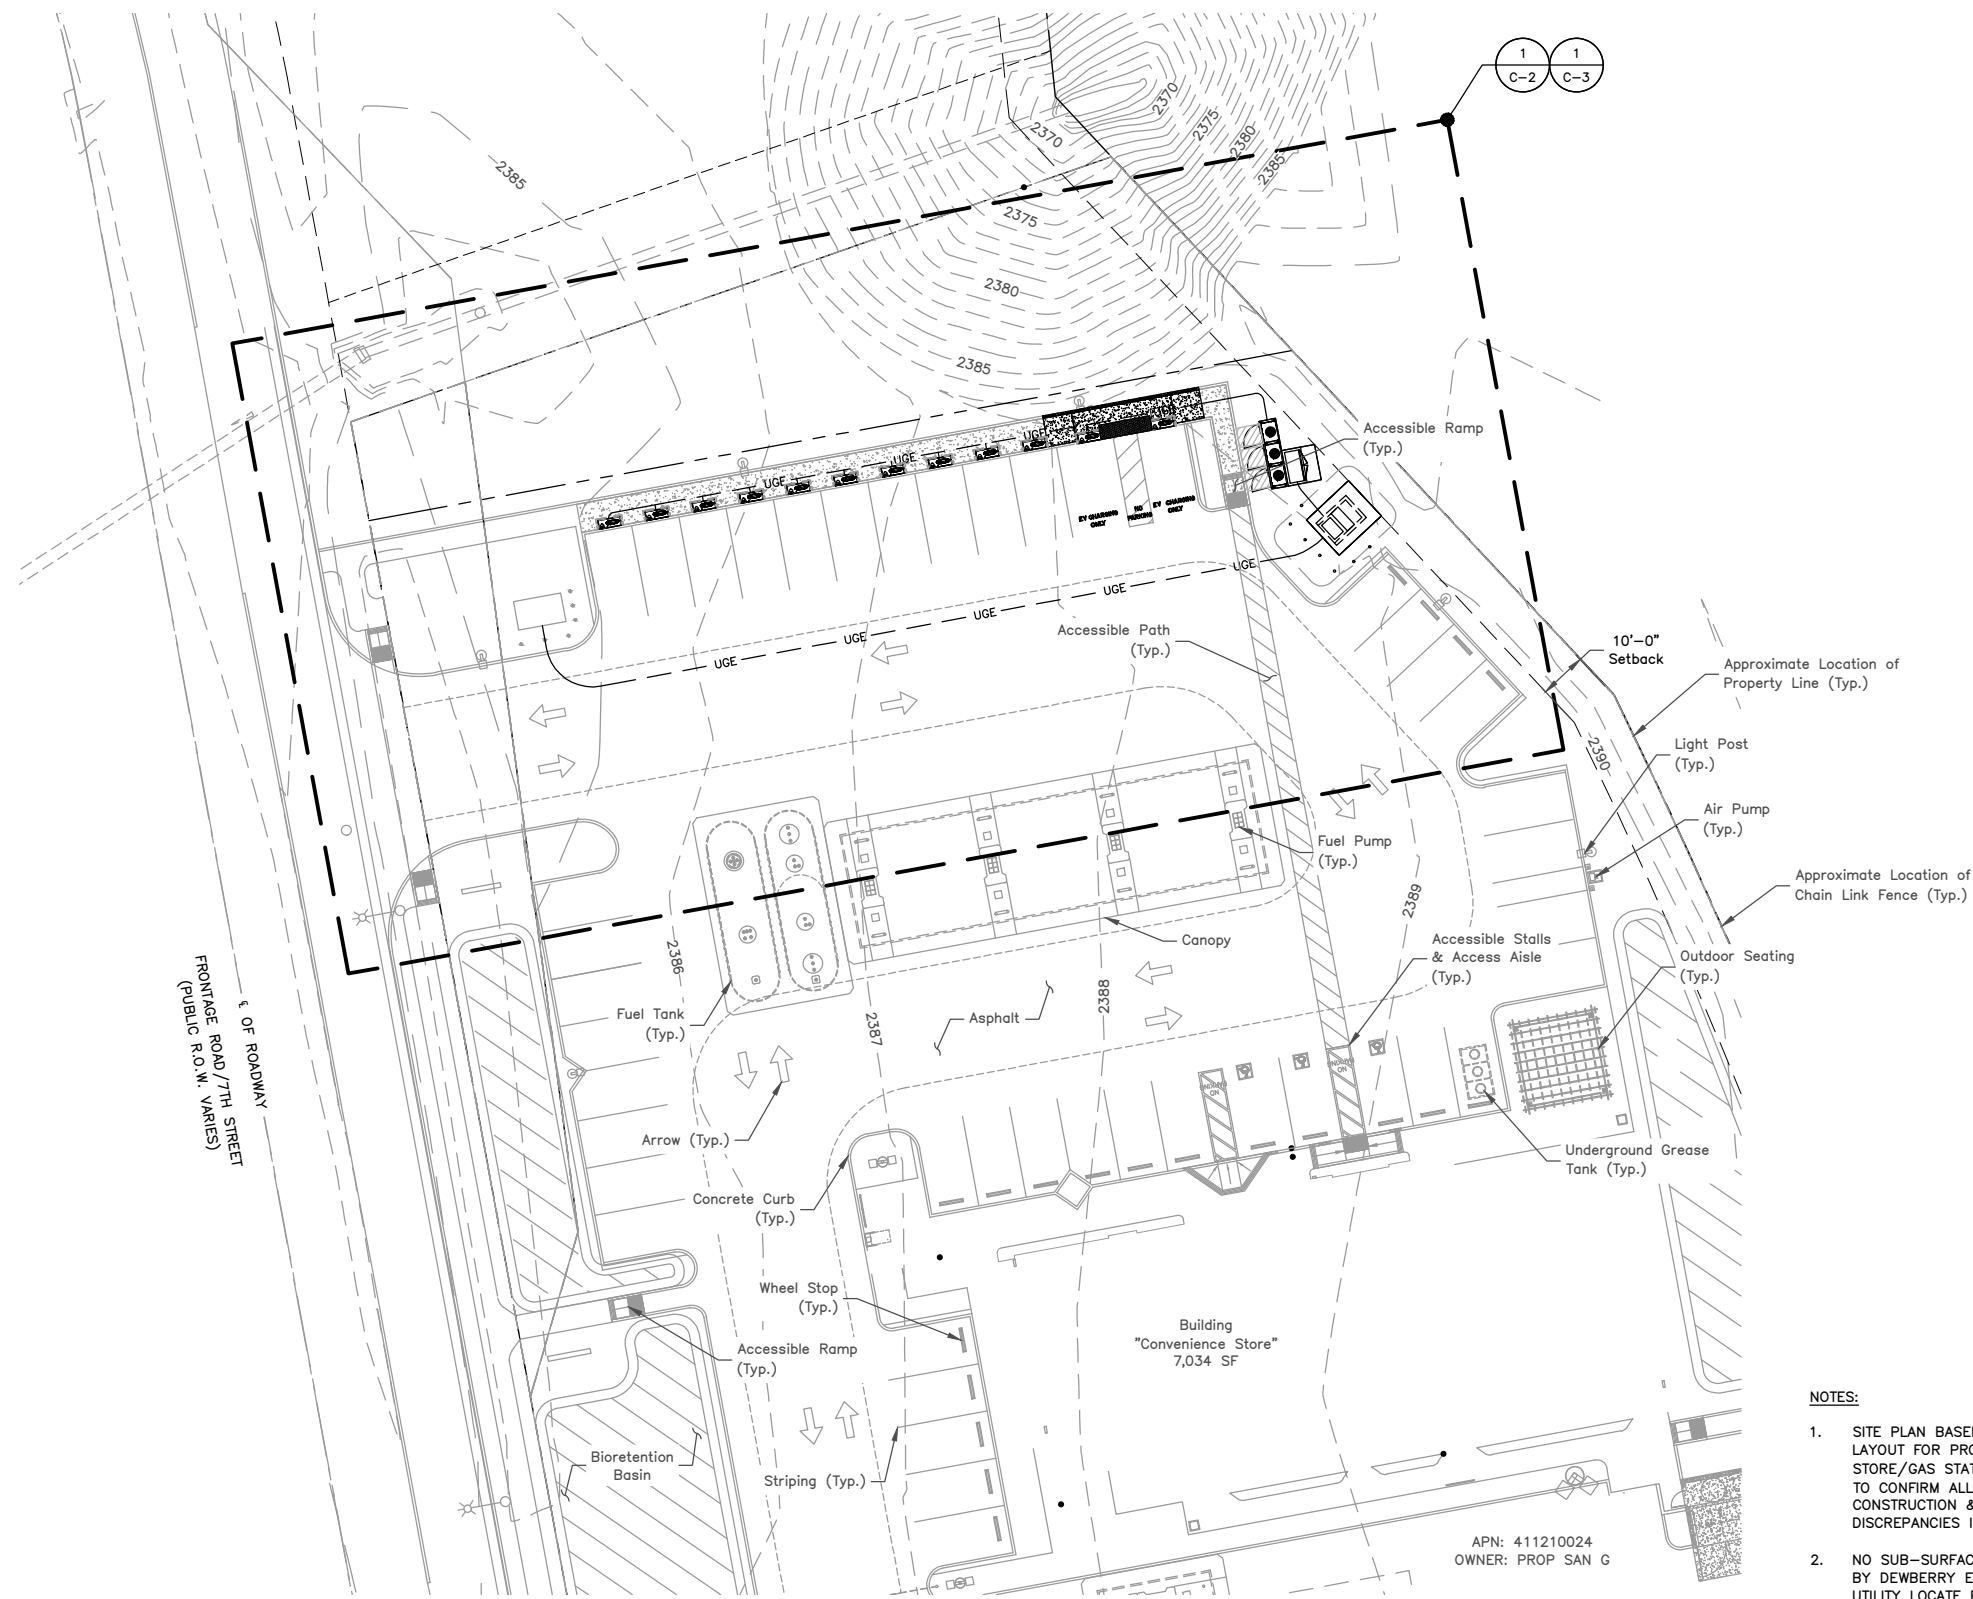 1
C-2
1
C-3
2370
2370
2375
2380
2385
2385
2375
2380
2385
Accessible Ramp
(Typ.)
UGE
UGE
UGE
UGE
EV CHARGING
ONLY
NO
PARKING
EV CHARGING
ONLY
UGE
UGE
UGE
UGE
UGE
Accessible Path
(Typ.)
10'-0"
Setback
Approximate Location of
Property Line (Typ.)
2390
Light Post
(Typ.)
Air Pump
(Typ.)
Fuel Pump
(Typ.)
Approximate Location of
Chain Link Fence (Typ.)
2389
Canopy
Accessible Stalls
& Access Aisle
(Typ.)
Outdoor Seating
(Typ.)
2386
2387
2388
Fuel Tank
(Typ.)
Asphalt
℄ OF ROADWAY
FRONTAGE ROAD/7TH STREET
(PUBLIC R.O.W. VARIES)
NO
PARKING
NO
PARKING
Arrow (Typ.)
Underground Grease
Tank (Typ.)
Concrete Curb
(Typ.)
Wheel Stop
(Typ.)
Accessible Ramp
(Typ.)
Building
"Convenience Store"
7,034 SF
Bioretention
Basin
Striping (Typ.)
APN: 411210024
OWNER: PROP SAN G
NOTES:
1. SITE PLAN BASE
LAYOUT FOR PRO
STORE/GAS STAT
TO CONFIRM ALL
CONSTRUCTION &
DISCREPANCIES I
2. NO SUB-SURFAC
BY DEWBERRY E
UTILITY LOCATE